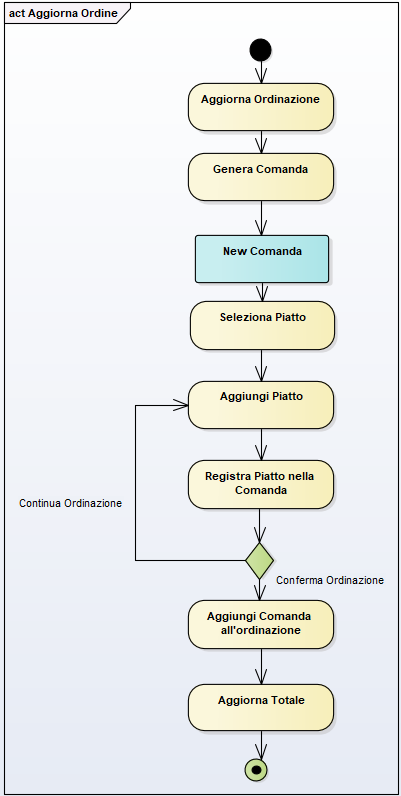 act Aggiorna Ordine
Aggiorna Ordinazione
Genera Comanda
New Comanda
Seleziona Piatto
Aggiungi Piatto
Registra Piatto nella
Comanda
Continua Ordinazione
Conferma Ordinazione
Aggiungi Comanda
all'ordinazione
Aggiorna Totale